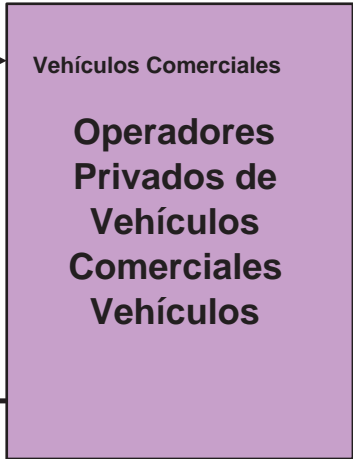 Vehículos Comerciales
Operadores
Privados de
Vehículos
Comerciales
Vehículos